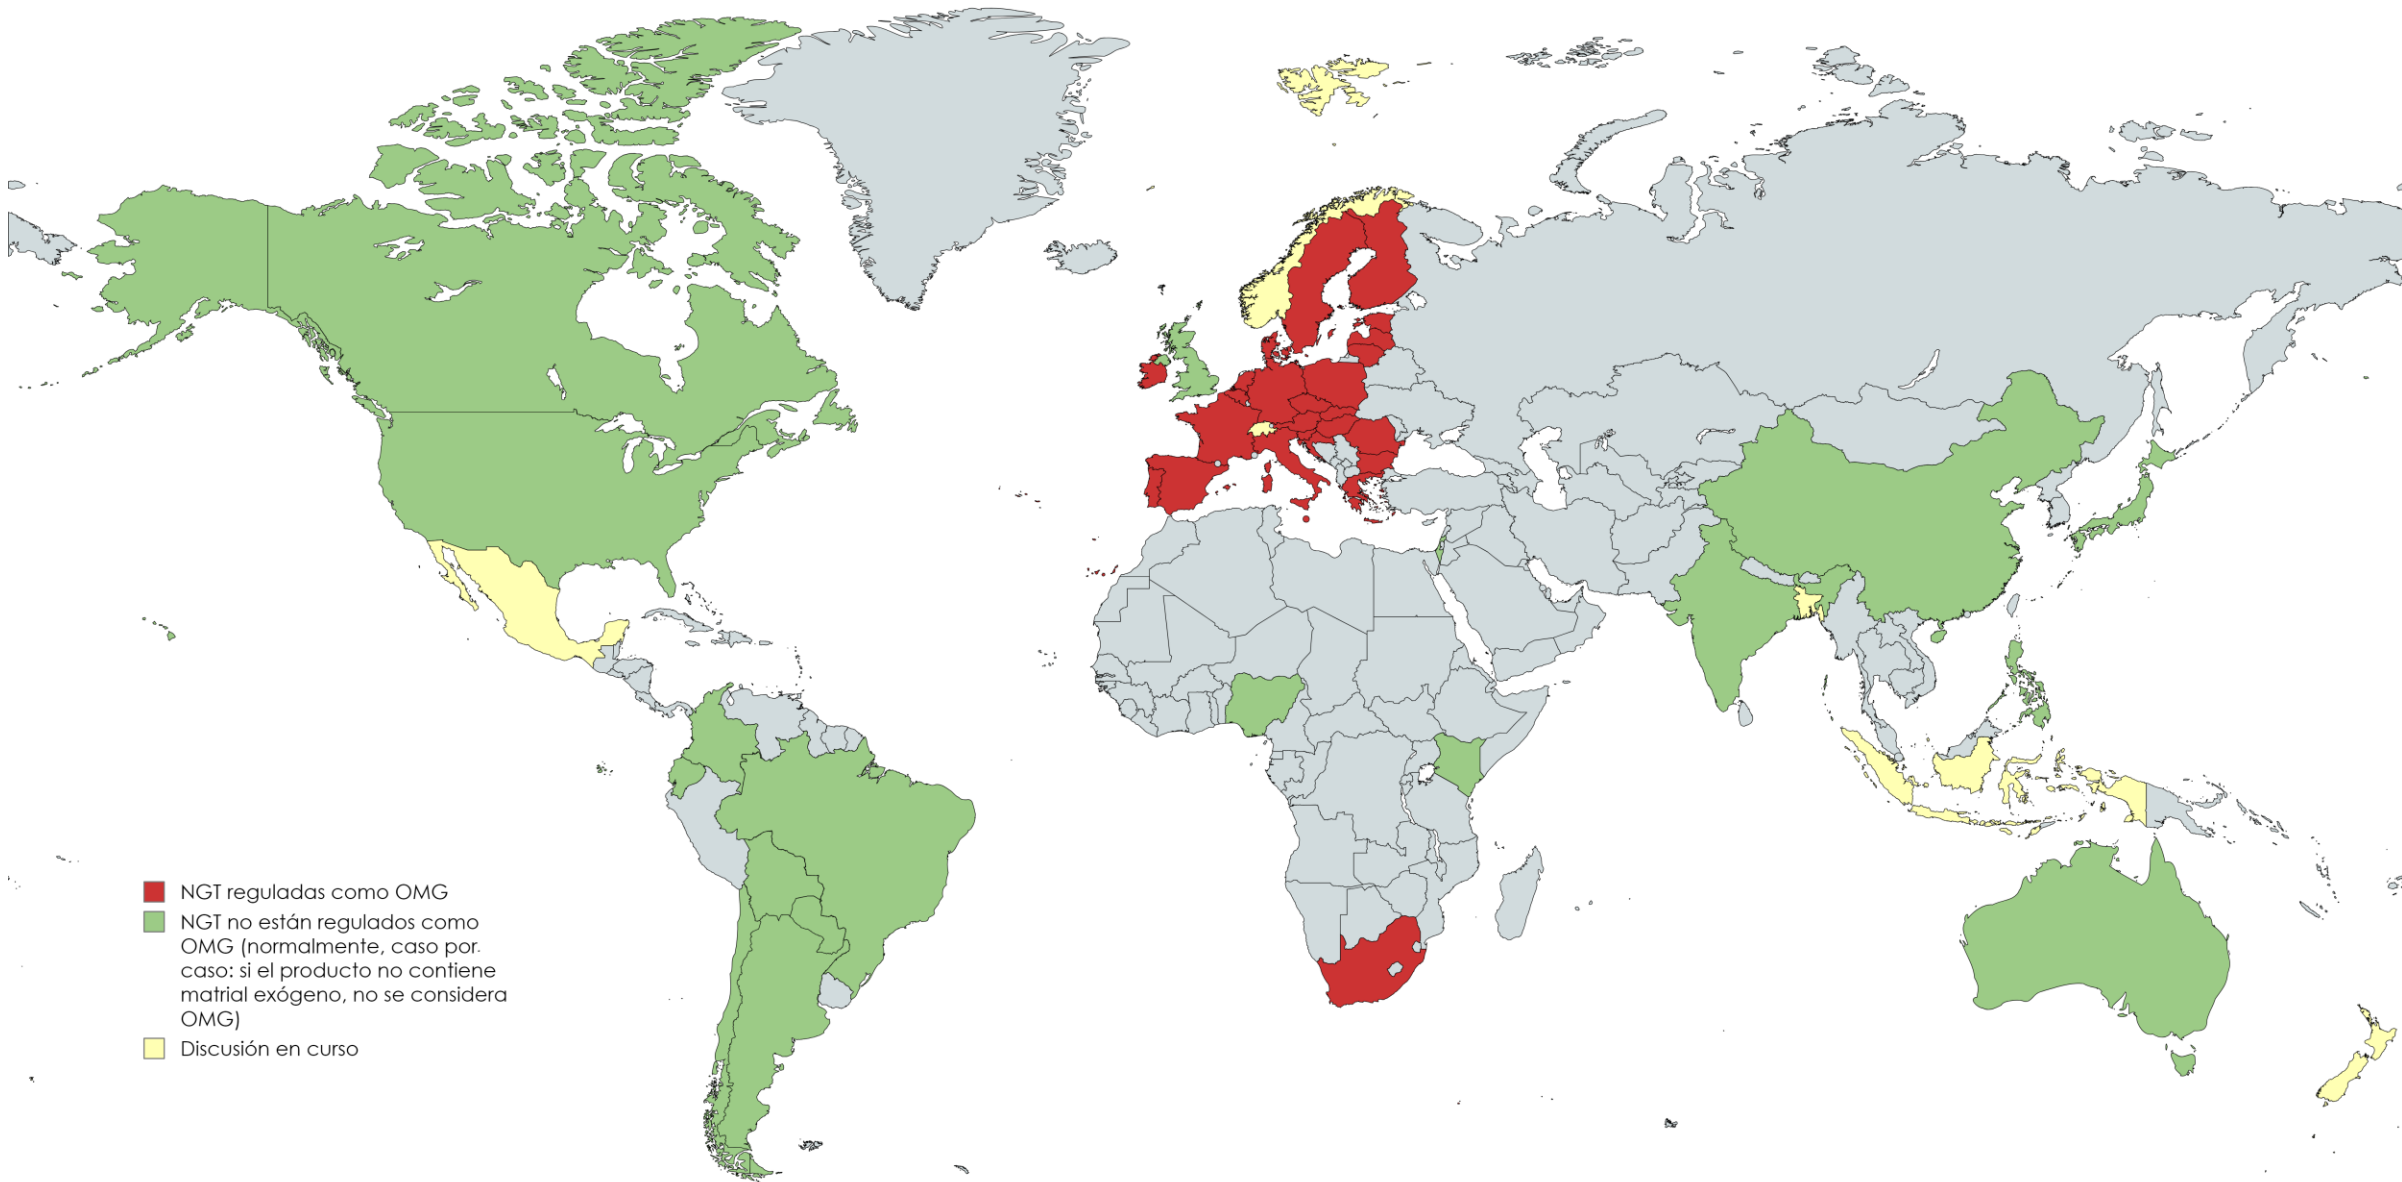 NGT reguladas como OMG
NGT no están regulados como
OMG (normalmente, caso por
caso: si el producto no contiene
matrial exógeno, no se considera
OMG)
Discusión en curso